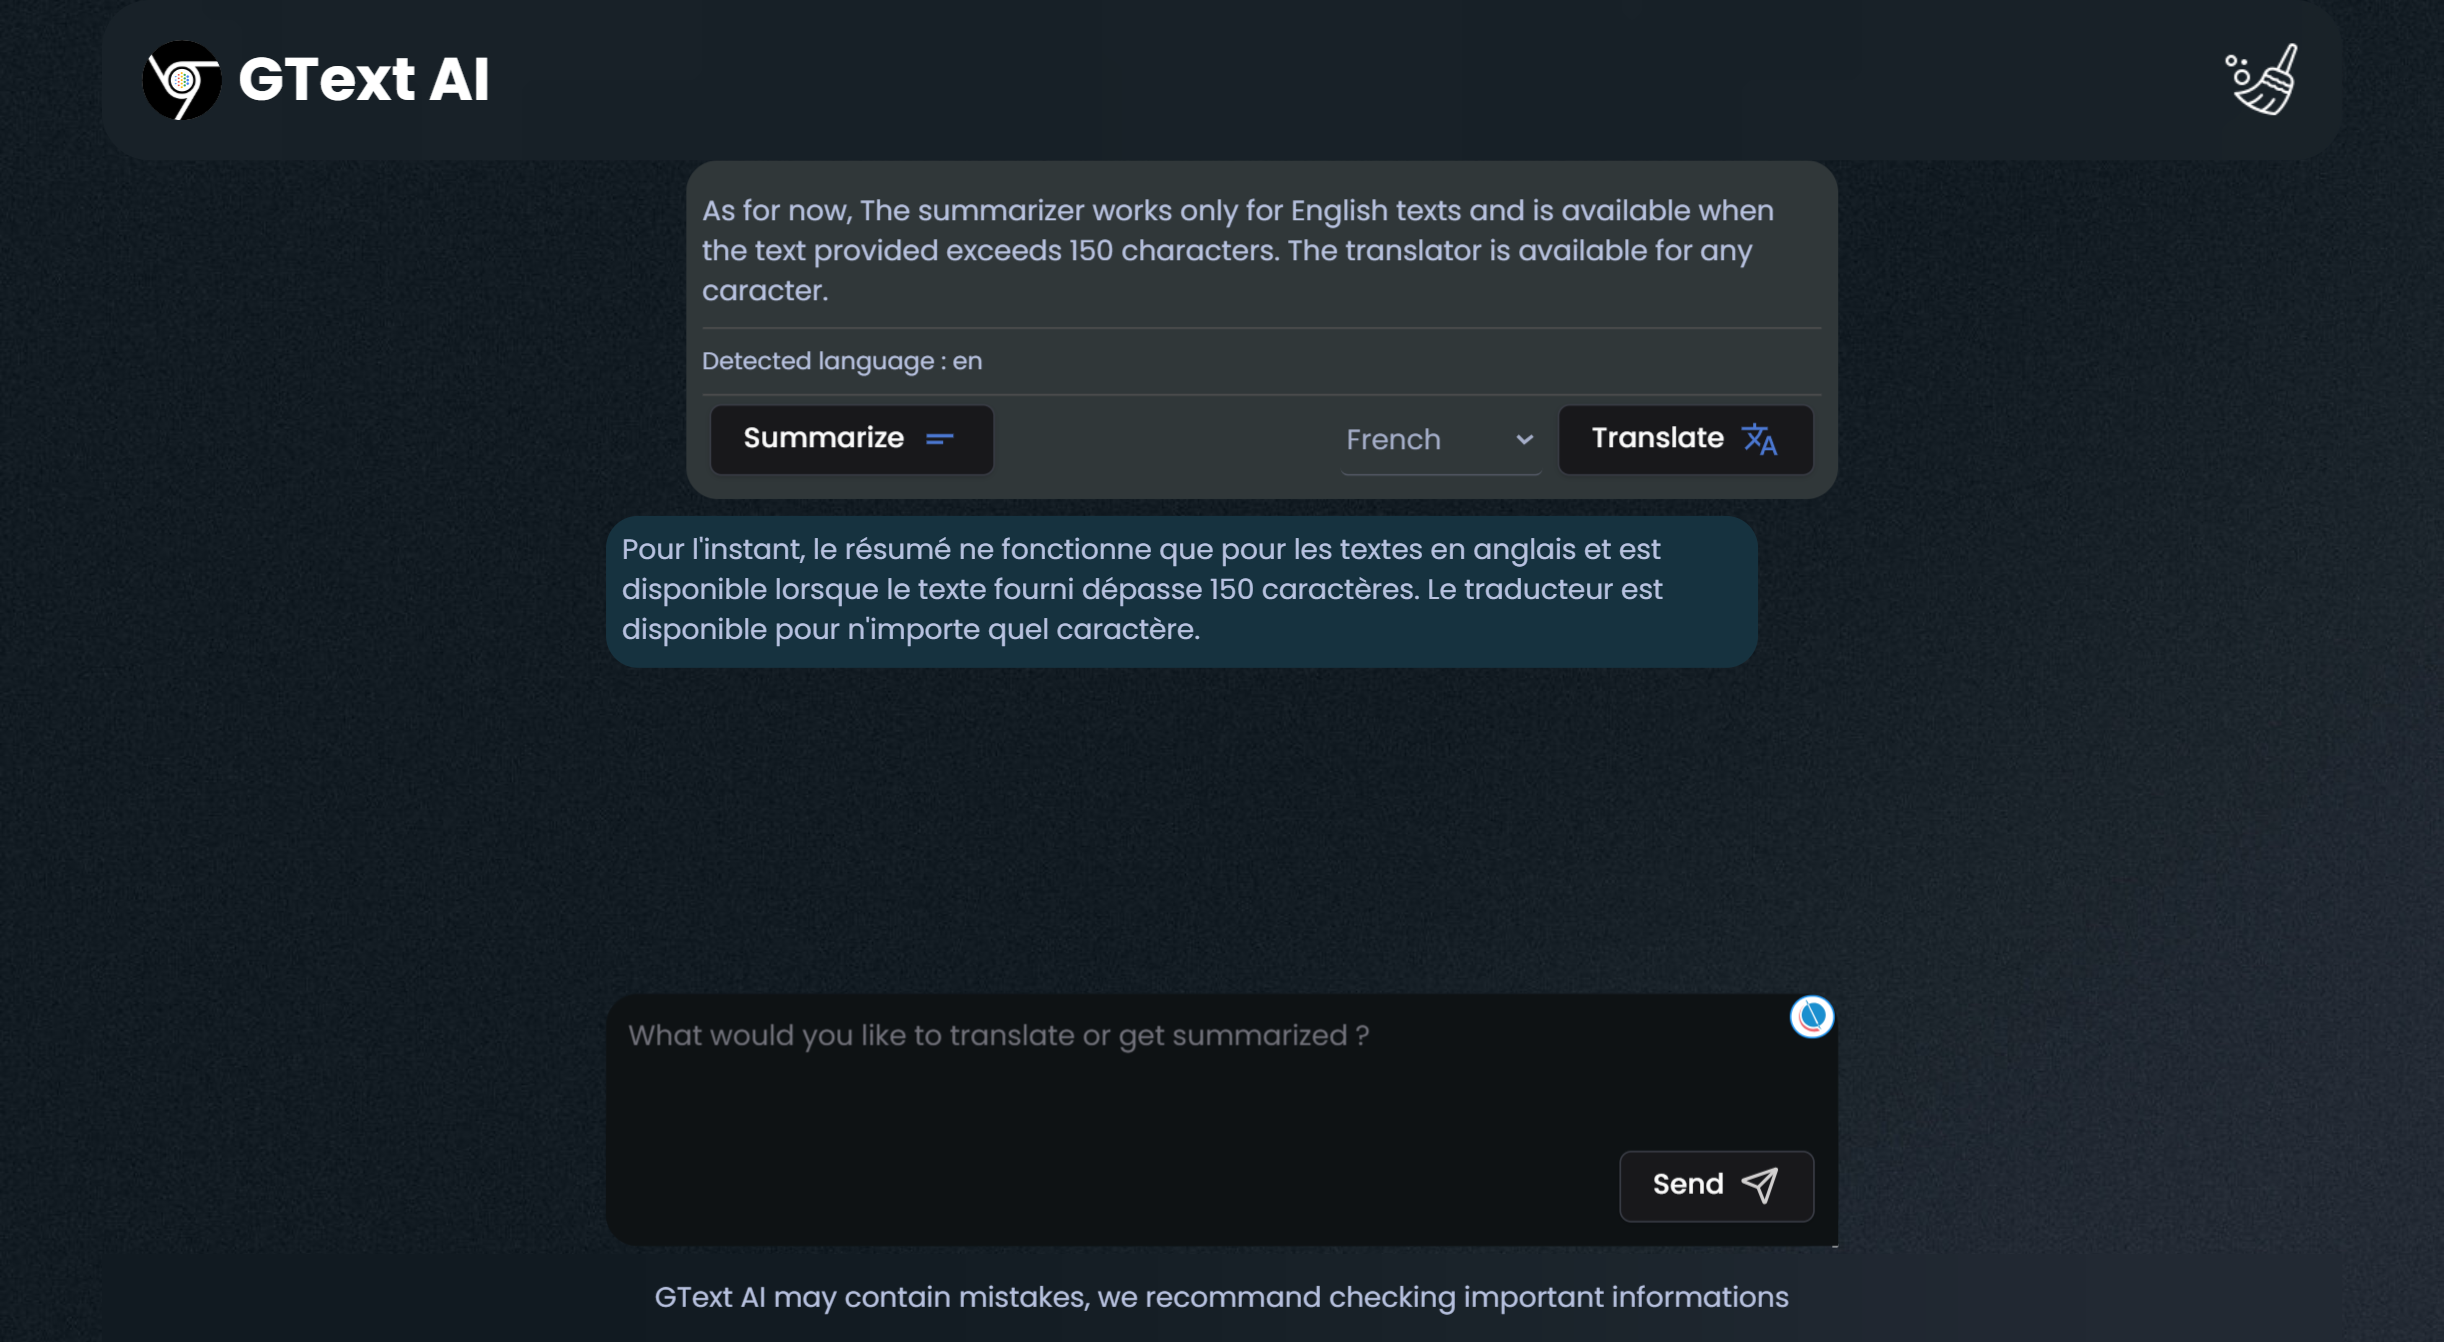 GText AI
As for now, The summarizer works only for English texts and is available when
the text provided exceeds 150 characters. The translator is available for any
caracter.
Detected language : en
Summarize
French
Translate
Pour l'instant, le résumé ne fonctionne que pour les textes en anglais et est
disponible lorsque le texte fourni dépasse 150 caractères. Le traducteur est
disponible pour n'importe quel caractère.
What would you like to translate or get summarized ?
Send
GText AI may contain mistakes, we recommand checking important informations